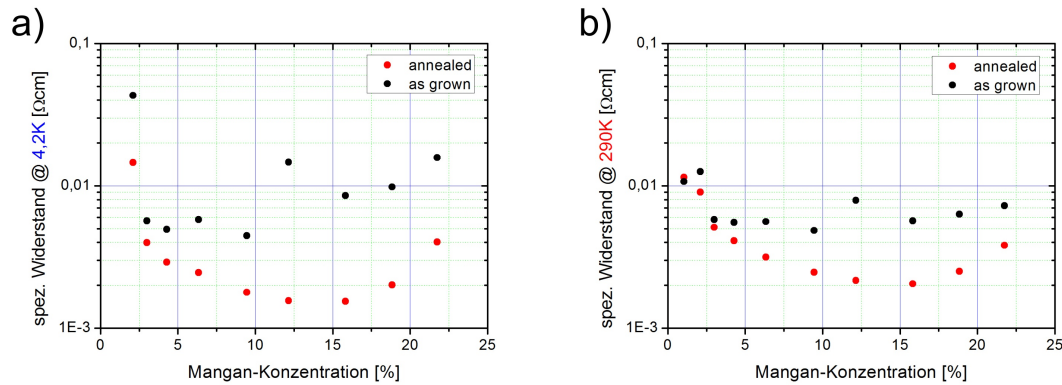 a)
0,1
0,01
1E-3
spez. Widerstand @ 4,2K [Ωcm]
annealed
as grown
0 5 10 15 20 25
Mangan-Konzentration [%]
b)
0,1
0,01
1E-3
spez. Widerstand @ 290K [Ωcm]
annealed
as grown
0 5 10 15 20 25
Mangan-Konzentration [%]